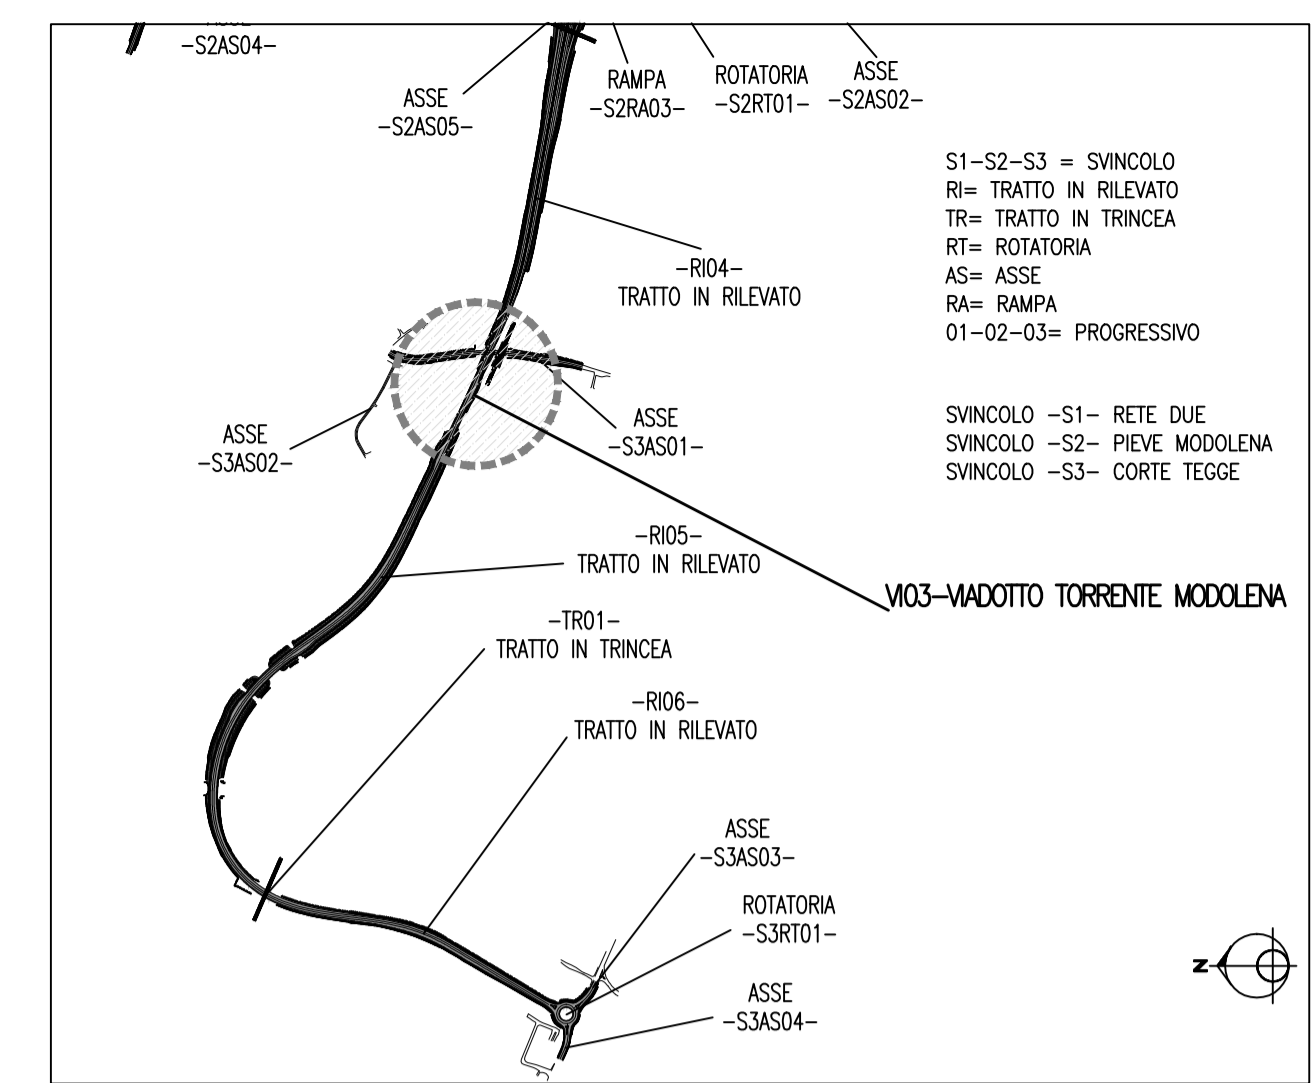 -S2AS04-
ASSE
-S2AS05-
RAMPA
-S2RA03-
ROTATORIA
-S2RT01-
ASSE
-S2AS02-
S1-S2-S3 = SVINCOLO
RI= TRATTO IN RILEVATO
TR= TRATTO IN TRINCEA
RT= ROTATORIA
AS= ASSE
RA= RAMPA
01-02-03= PROGRESSIVO
-RI04-
TRATTO IN RILEVATO
SVINCOLO -S1- RETE DUE
SVINCOLO -S2- PIEVE MODOLENA
SVINCOLO -S3- CORTE TEGGE
ASSE
-S3AS01-
ASSE
-S3AS02-
-RI05-
TRATTO IN RILEVATO
VI03-VIADOTTO TORRENTE MODOLENA
-TR01-
TRATTO IN TRINCEA
-RI06-
TRATTO IN RILEVATO
ASSE
-S3AS03-
ROTATORIA
-S3RT01-
N
ASSE
-S3AS04-